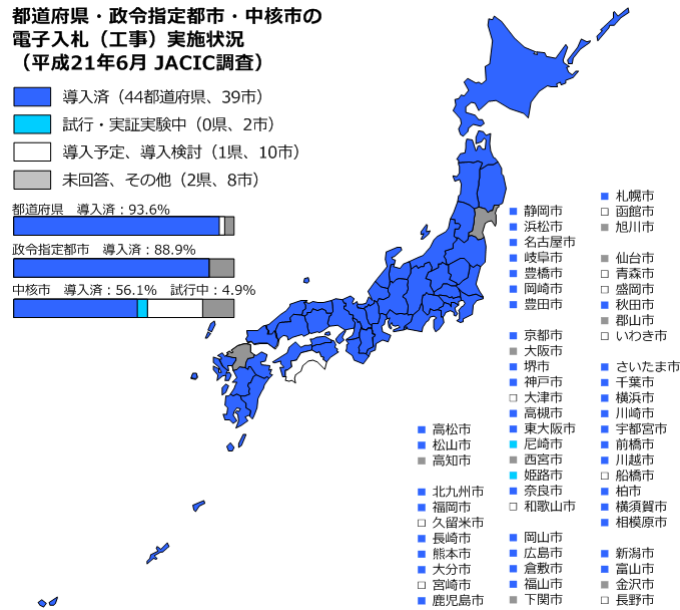 都道府県・政令指定都市・中核市の
電子入札（工事）実施状況
（平成21年6月 JACIC調査）
導入済（44都道府県、39市）
試行・実証実験中（0県、2市）
導入予定、導入検討（1県、10市）
未回答、その他（2県、8市）
都道府県　導入済：93.6%
政令指定都市　導入済：88.9%
中核市　導入済：56.1%　試行中：4.9%
高松市
松山市
高知市
北九州市
福岡市
久留米市
長崎市
熊本市
大分市
宮崎市
鹿児島市
静岡市
浜松市
名古屋市
岐阜市
豊橋市
岡崎市
豊田市
京都市
大阪市
堺市
神戸市
大津市
高槻市
東大阪市
尼崎市
西宮市
姫路市
奈良市
和歌山市
岡山市
広島市
倉敷市
福山市
下関市
札幌市
函館市
旭川市
仙台市
青森市
盛岡市
秋田市
郡山市
いわき市
さいたま市
千葉市
横浜市
川崎市
宇都宮市
前橋市
川越市
船橋市
柏市
横須賀市
相模原市
新潟市
富山市
金沢市
長野市